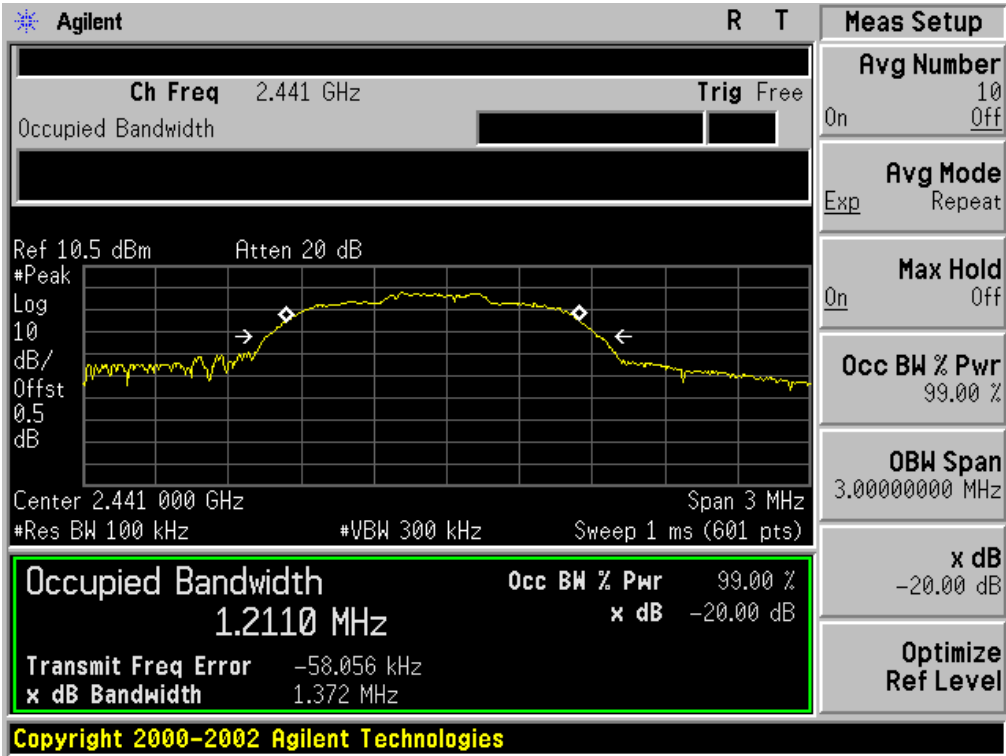 Agilent R T
Ch Freq 2.441 GHz Trig Free
Occupied Bandwidth
Ref 10.5 dBm Atten 20 dB
#Peak
Log
10
dB/
Offst
0.5
dB
Center 2.441 000 GHz Span 3 MHz
#Res BW 100 kHz #VBW 300 kHz Sweep 1 ms (601 pts)
Occupied Bandwidth Occ BW % Pwr 99.00 %
1.2110 MHz x dB -20.00 dB
Transmit Freq Error -58.056 kHz
x dB Bandwidth 1.372 MHz
Copyright 2000-2002 Agilent Technologies
Meas Setup
Avg Number
10
On Off
Avg Mode
Exp Repeat
Max Hold
On Off
Occ BW % Pwr
99.00 %
OBW Span
3.00000000 MHz
x dB
-20.00 dB
Optimize
Ref Level